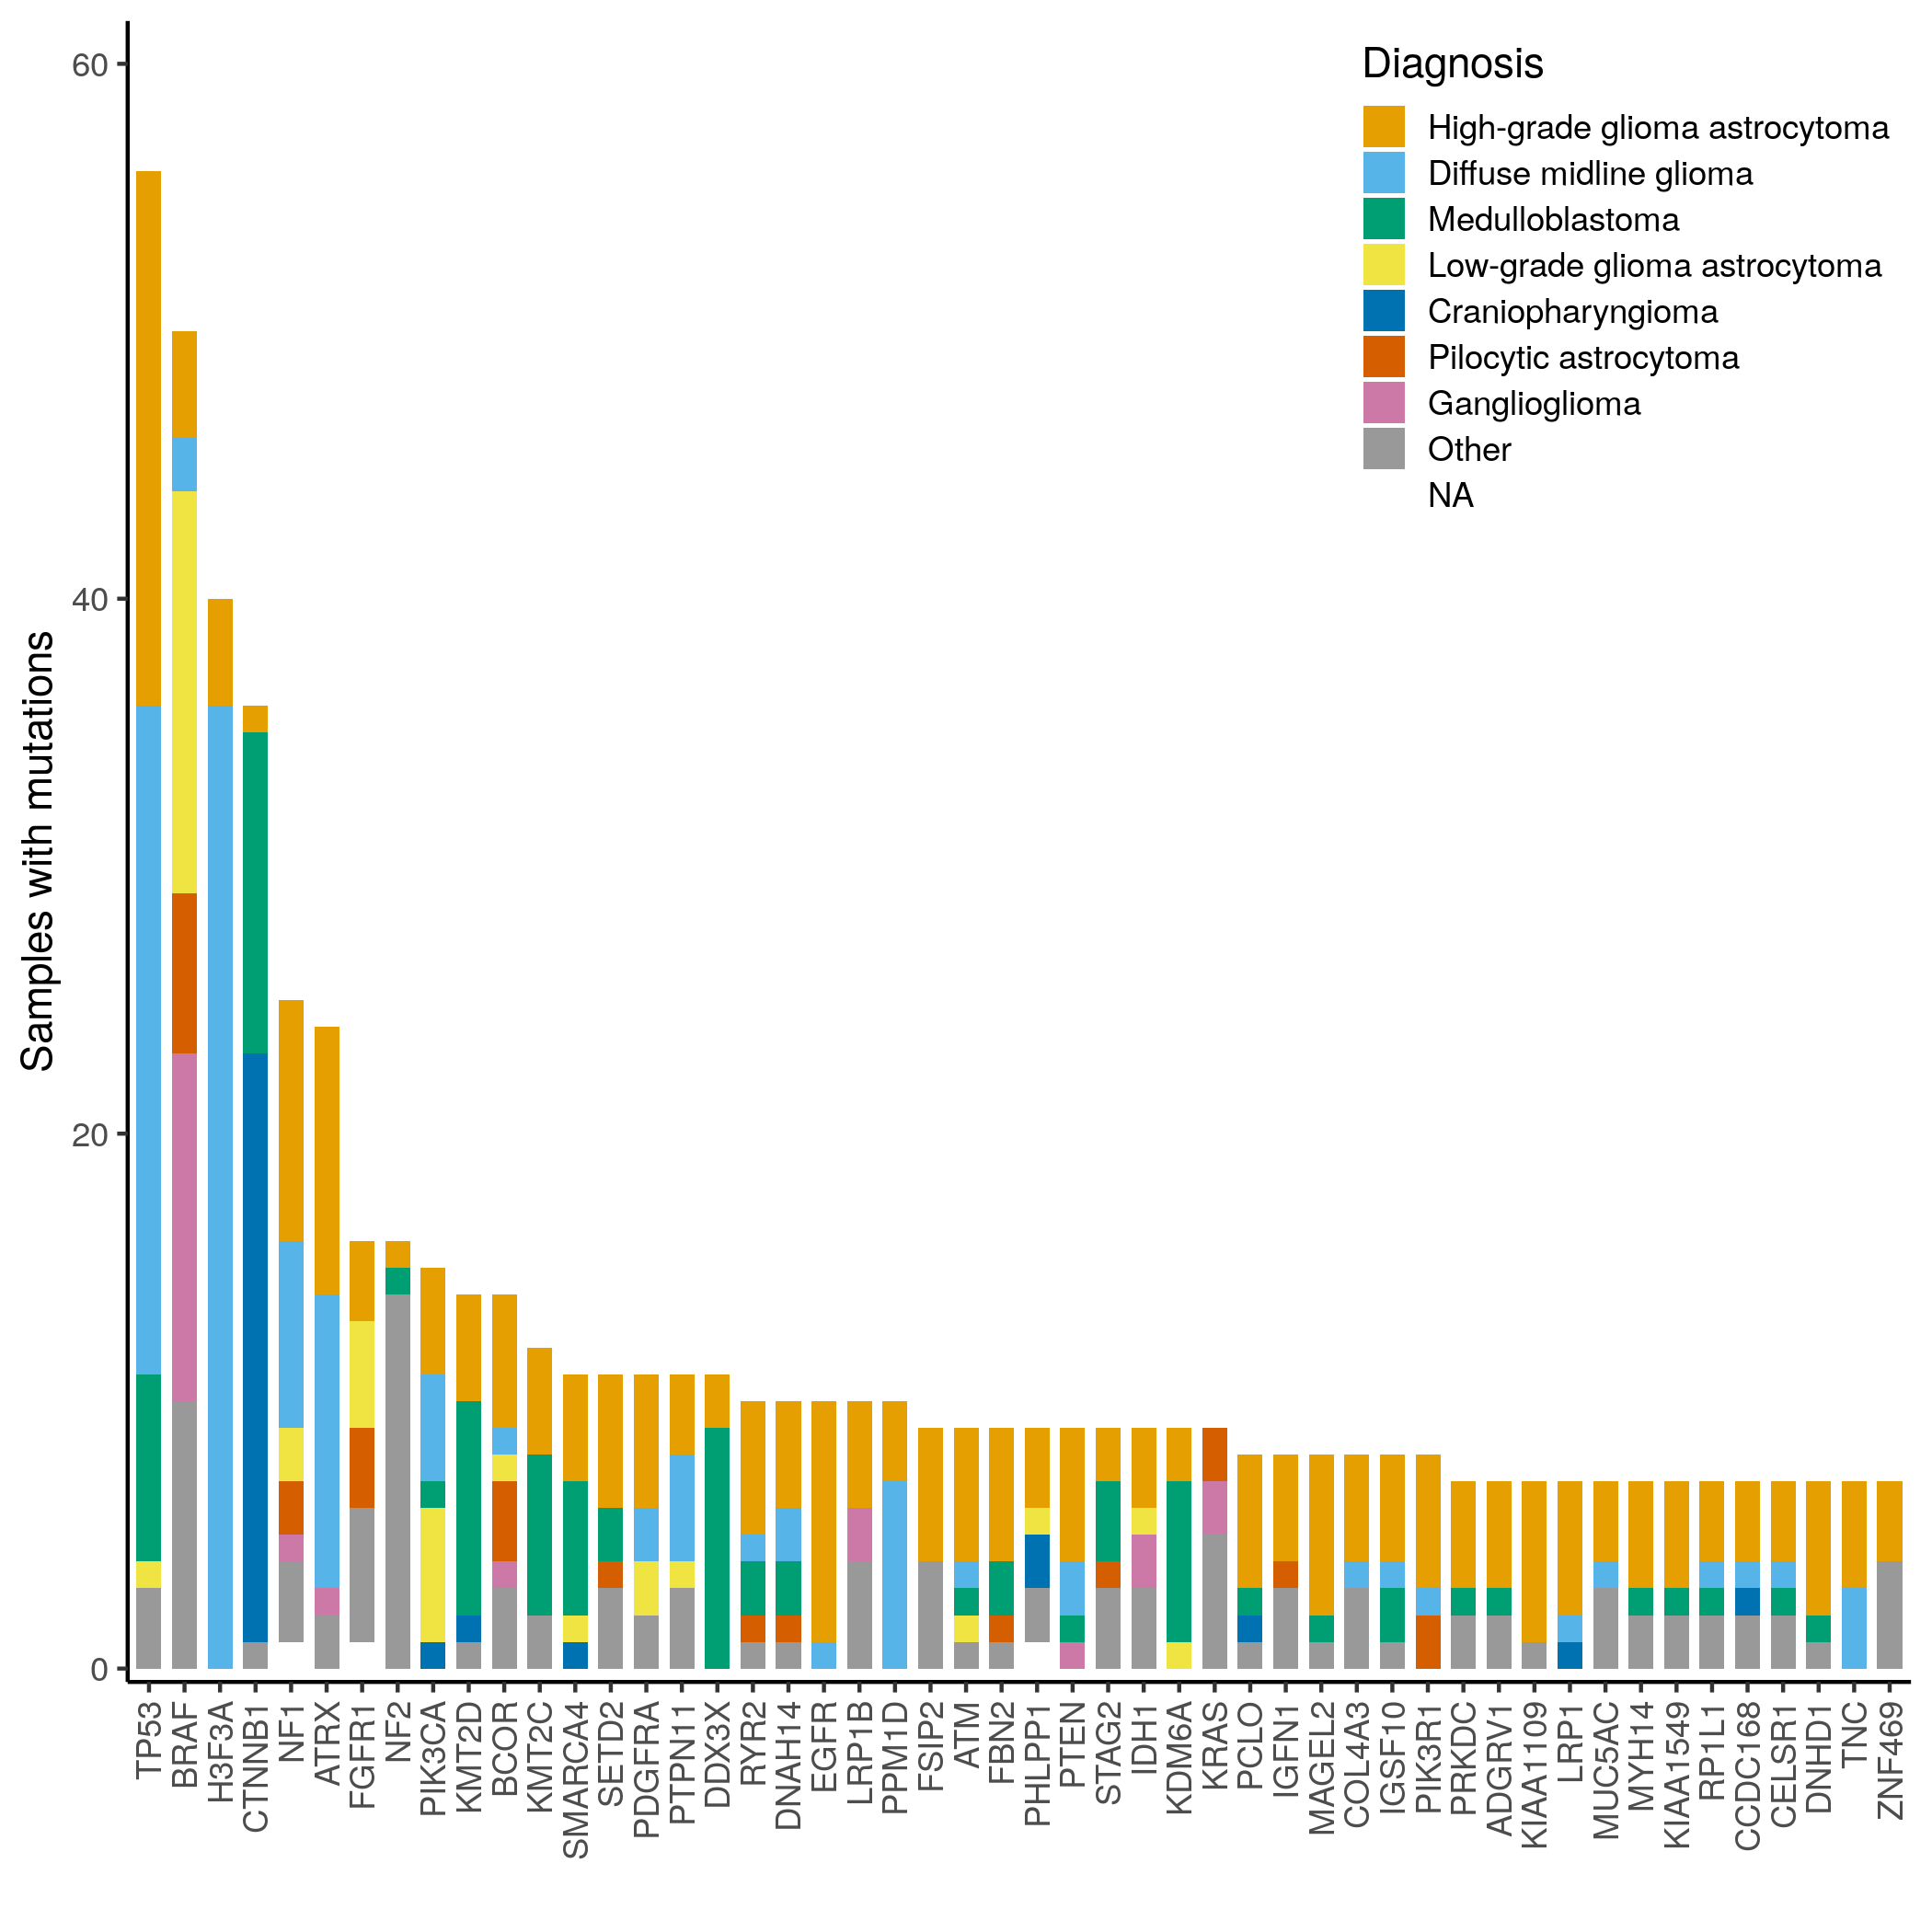 Diagnosis
High-grade glioma astrocytoma
Diffuse midline glioma
Medulloblastoma
Low-grade glioma astrocytoma
Craniopharyngioma
Pilocytic astrocytoma
Ganglioglioma
Other
NA
Samples with mutations
60
40
20
0
TP53
BRAF
H3F3A
CTNNB1
NF1
ATRX
FGFR1
NF2
PIK3CA
KMT2D
BCOR
KMT2C
SMARCA4
SETD2
PDGFRA
PTPN11
DDX3X
RYR2
DNAH14
EGFR
LRP1B
PPM1D
FSIP2
ATM
FBN2
PHLPP1
PTEN
STAG2
IDH1
KDM6A
KRAS
PCLO
IGFN1
MAGEL2
COL4A3
IGSF10
PIK3R1
PRKDC
ADGRV1
KIAA1109
LRP1
MUC5AC
MYH14
KIAA1549
RP1L1
CCDC168
CELSR1
DNHD1
TNC
ZNF469